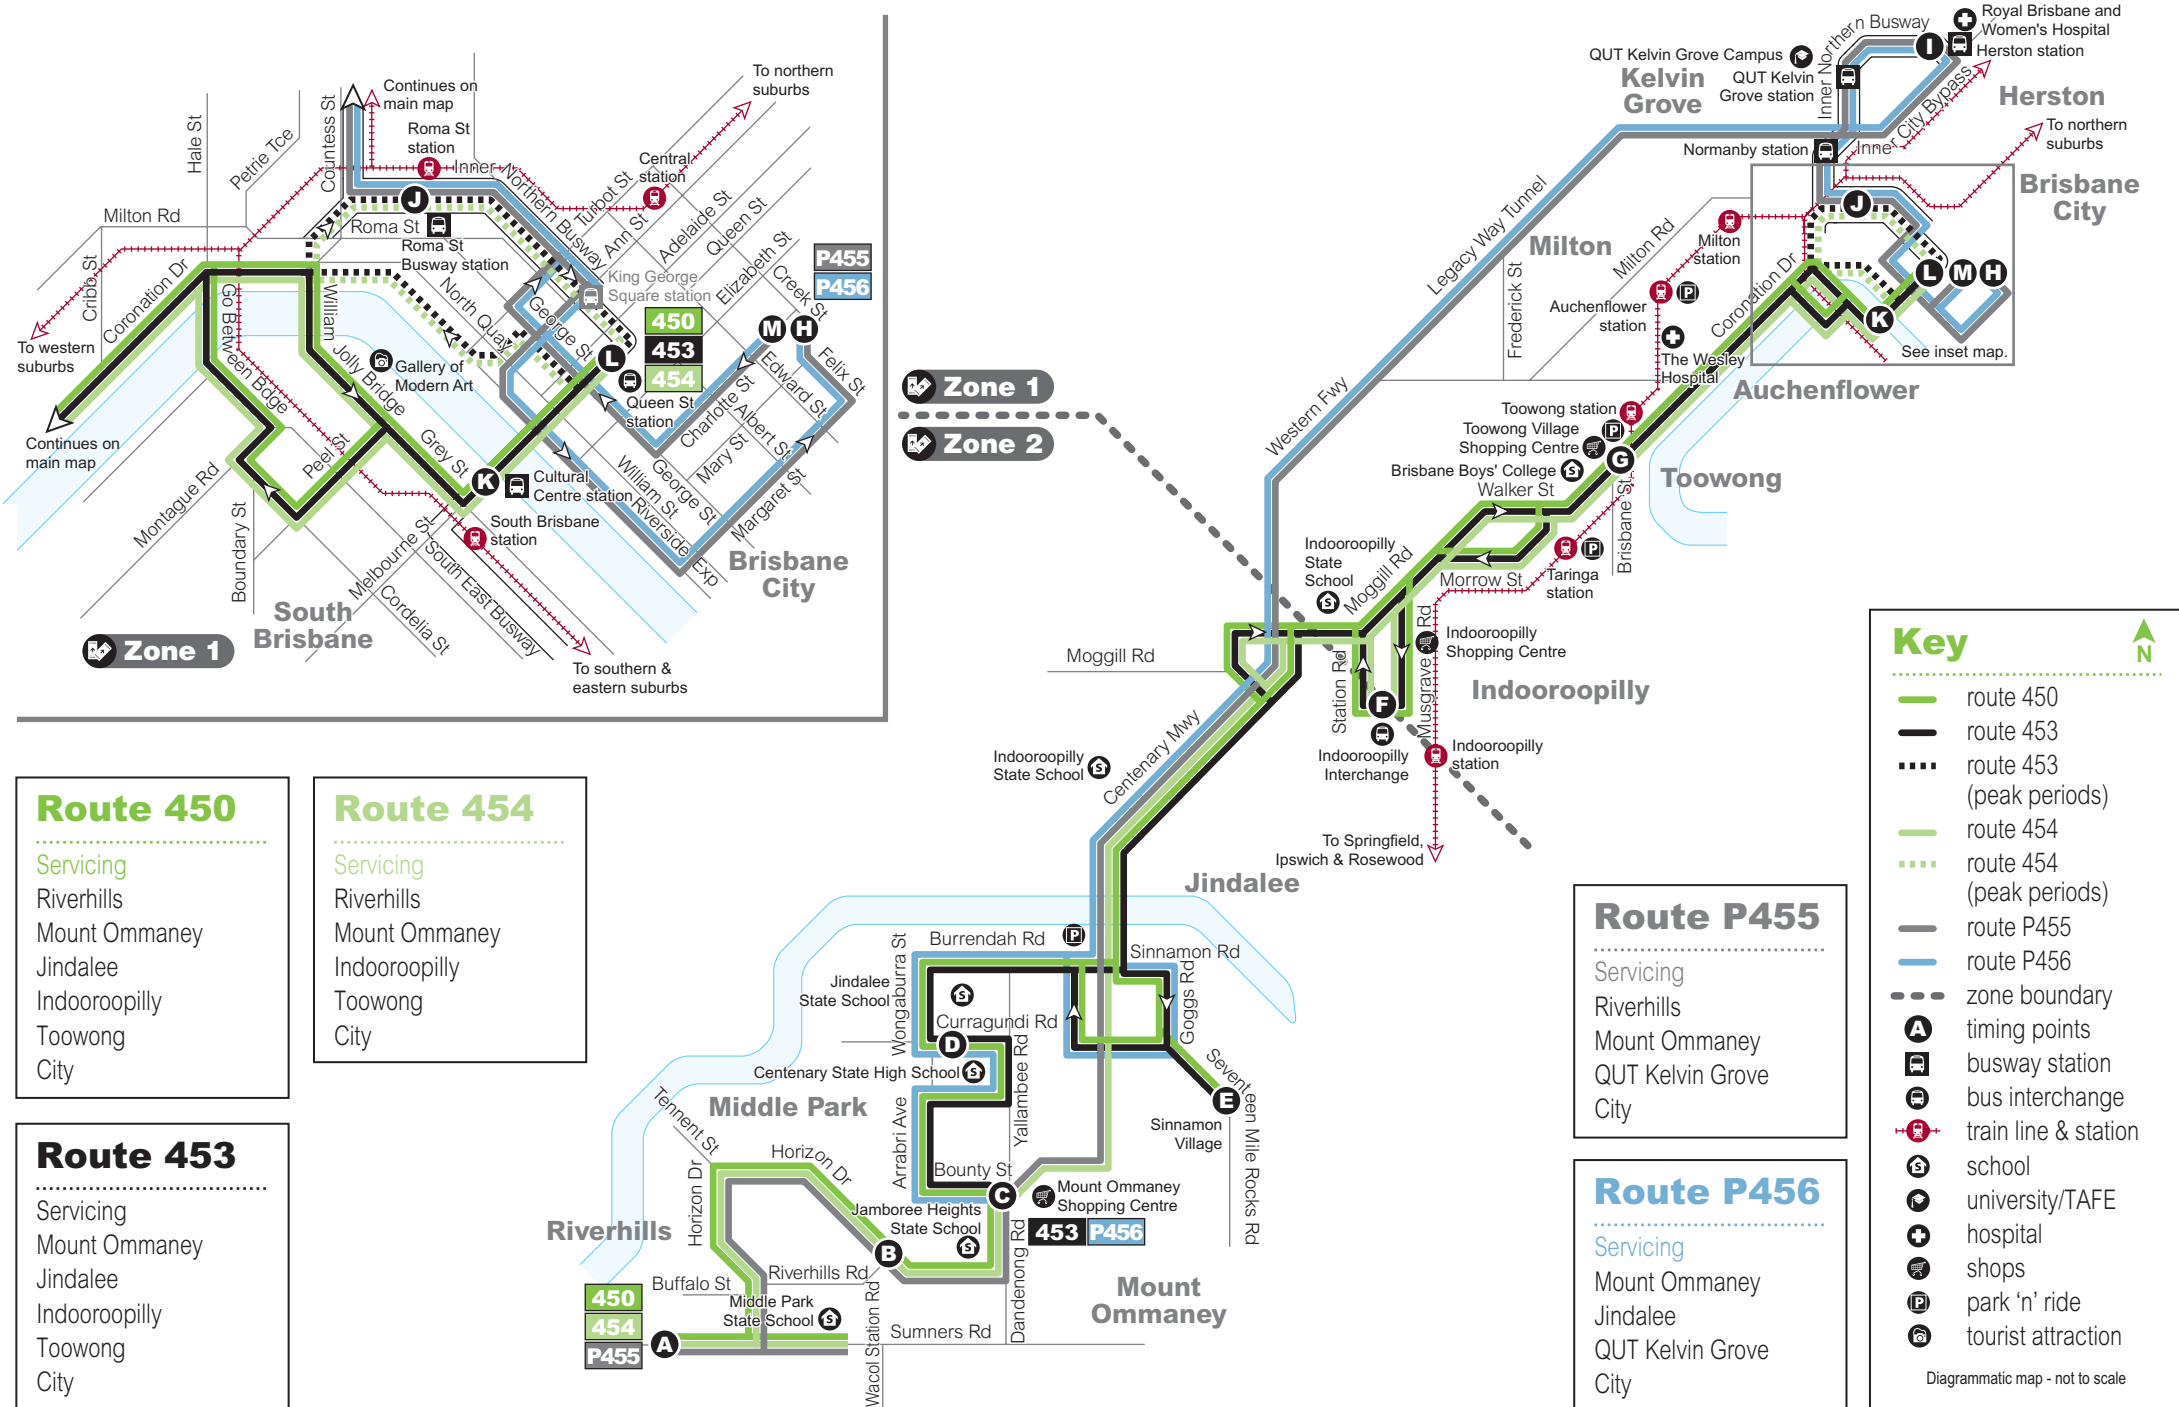 Continues on
main map
To northern
suburbs
Roma St
station
Inner Northern Busway
Central
station
Hale St
Petrie Tce
Countess St
Turbot St
Ann St
Adelaide St
Queen St
Elizabeth St
Creek St
Milton Rd
Roma St
Roma St
Busway station
King George
Square station
P455
P456
Cribb St
Coronation Dr
Go Between Bdge
William Jolly Bridge
North Quay
George St
450
453
454
M
H
J
L
K
To western
suburbs
Gallery of
Modern Art
Queen St
station
Felix St
Edward St
Charlotte St
Albert St
Mary St
Margaret St
Continues on
main map
Peel St
Grey St
Cultural
Centre station
William St
George St
Riverside Exp
Montague Rd
Boundary St
South Brisbane
station
Melbourne St
South East Busway
Cordelia St
Brisbane
City
South
Brisbane
Zone 1
To southern &
eastern suburbs
Royal Brisbane and
Women's Hospital
Herston station
Inner Northern Busway
I
QUT Kelvin Grove Campus
QUT Kelvin
Grove station
Kelvin
Grove
Inner City Bypass
Herston
To northern
suburbs
Normanby station
Brisbane
City
J
Legacy Way Tunnel
Milton
Milton Rd
Milton
station
Frederick St
Auchenflower
station
P
Coronation Dr
L
M
H
K
See inset map.
The Wesley
Hospital
Auchenflower
Zone 1
Zone 2
Western Fwy
Toowong station
Toowong Village
Shopping Centre
P
Brisbane Boys' College
G
Toowong
Walker St
Brisbane St
Indooroopilly
State
School
Moggill Rd
Morrow St
Taringa
station
P
Moggill Rd
Station Rd
Musgrave Rd
Indooroopilly
Shopping Centre
Indooroopilly
F
Indooroopilly
Interchange
Indooroopilly
station
Indooroopilly
State School
Centenary Mwy
To Springfield,
Ipswich & Rosewood
Jindalee
Burrendah Rd
P
Sinnamon Rd
Wongaburra St
Jindalee
State School
Goggs Rd
Curragundi Rd
D
Yallambee Rd
Centenary State High School
Seventeen Mile Rocks Rd
E
Sinnamon
Village
Middle Park
Arrabri Ave
Tennent St
Horizon Dr
Horizon Dr
Bounty St
C
Mount Ommaney
Shopping Centre
453
P456
Jamboree Heights
State School
Riverhills
B
Dandenong Rd
Buffalo St
Riverhills Rd
Mount
Ommaney
Middle Park
State School
Wacol Station Rd
Sumners Rd
450
454
P455
A
Route 450
Servicing
Riverhills
Mount Ommaney
Jindalee
Indooroopilly
Toowong
City
Route 454
Servicing
Riverhills
Mount Ommaney
Indooroopilly
Toowong
City
Route 453
Servicing
Mount Ommaney
Jindalee
Indooroopilly
Toowong
City
Route P455
Servicing
Riverhills
Mount Ommaney
QUT Kelvin Grove
City
Route P456
Servicing
Mount Ommaney
Jindalee
QUT Kelvin Grove
City
Key
N
route 450
route 453
route 453
(peak periods)
route 454
route 454
(peak periods)
route P455
route P456
zone boundary
A timing points
busway station
bus interchange
train line & station
S school
university/TAFE
hospital
shops
P park 'n' ride
tourist attraction
Diagrammatic map - not to scale